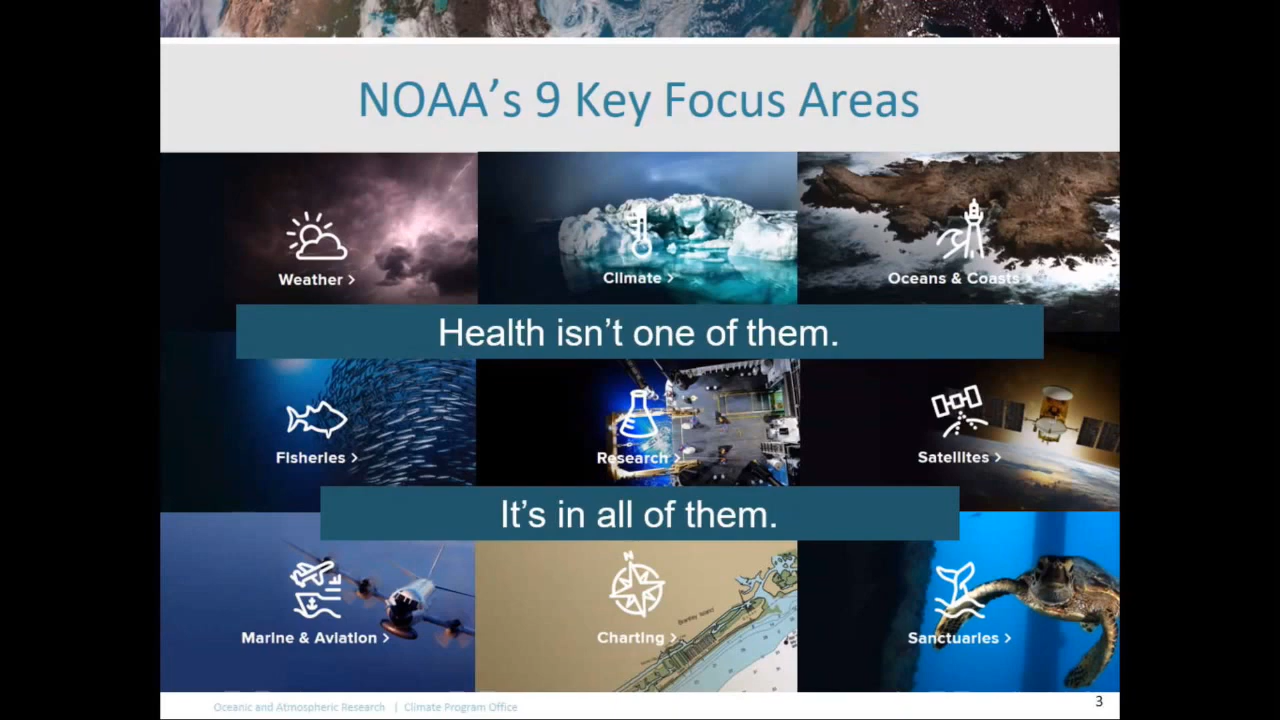 NOAA’s 9 Key Focus Areas
Weather >
Climate >
Oceans & Coasts >
Health isn’t one of them.
Fisheries >
Research >
Satellites >
It’s in all of them.
Marine & Aviation >
N
Charting >
Sanctuaries >
Oceanic and Atmospheric Research | Climate Program Office
3